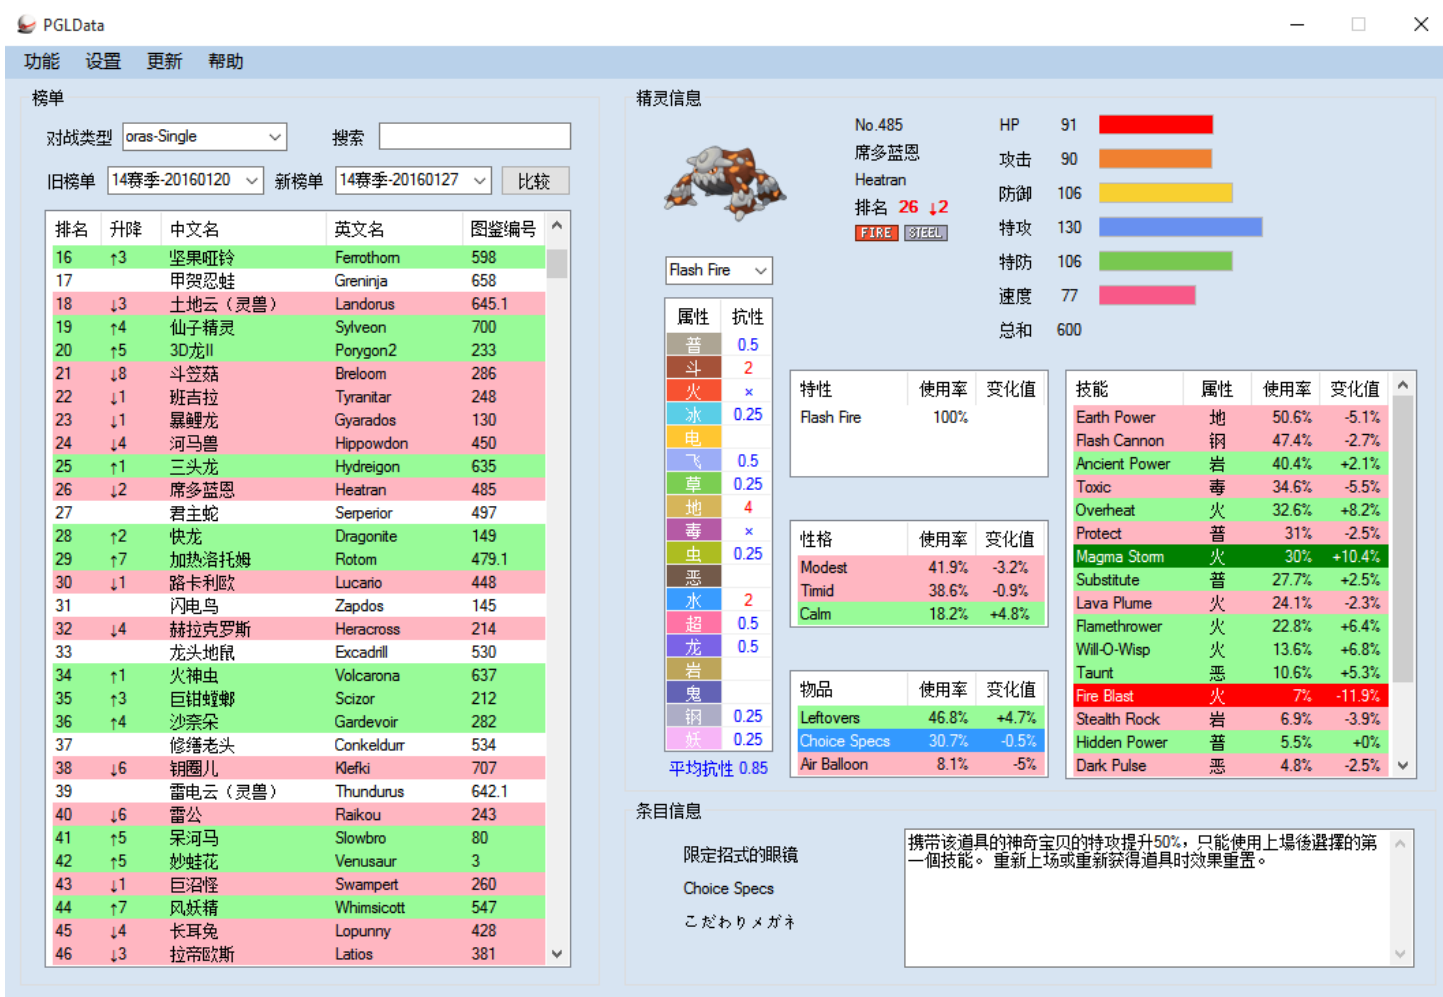 PGLData
功能 设置 更新 帮助
榜单
对战类型 oras-Single 搜索
旧榜单 14赛季-20160120 新榜单 14赛季-20160127 比较
排名 升降 中文名 英文名 图鉴编号
16 ↑3 坚果哑铃 Ferrothorn 598
17 甲贺忍蛙 Greninja 658
18 ↓3 土地云（灵兽） Landorus 645.1
19 ↑4 仙子精灵 Sylveon 700
20 ↑5 3D龙II Porygon2 233
21 ↓8 斗笠菇 Breloom 286
22 ↓1 班吉拉 Tyranitar 248
23 ↓1 暴鲤龙 Gyarados 130
24 ↓4 河马兽 Hippowdon 450
25 ↑1 三头龙 Hydreigon 635
26 ↓2 席多蓝恩 Heatran 485
27 君主蛇 Serperior 497
28 ↑2 快龙 Dragonite 149
29 ↑7 加热洛托姆 Rotom 479.1
30 ↓1 路卡利欧 Lucario 448
31 闪电鸟 Zapdos 145
32 ↓4 赫拉克罗斯 Heracross 214
33 龙头地鼠 Excadrill 530
34 ↑1 火神虫 Volcarona 637
35 ↑3 巨钳螳螂 Scizor 212
36 ↑4 沙奈朵 Gardevoir 282
37 修缮老头 Conkeldurr 534
38 ↓6 钥圈儿 Klefki 707
39 雷电云（灵兽） Thundurus 642.1
40 ↓6 雷公 Raikou 243
41 ↑5 呆河马 Slowbro 80
42 ↑5 妙蛙花 Venusaur 3
43 ↓1 巨沼怪 Swampert 260
44 ↑7 风妖精 Whimsicott 547
45 ↓4 长耳兔 Lopunny 428
46 ↓3 拉帝欧斯 Latios 381
精灵信息
No.485
席多蓝恩
Heatran
排名 26 ↓2
FIRE STEEL
HP 91
攻击 90
防御 106
特攻 130
特防 106
速度 77
总和 600
Flash Fire
属性 抗性
普 0.5
斗 2
火 ×
冰 0.25
电
飞 0.5
草 0.25
地 4
毒 ×
虫 0.25
恶
水 2
超 0.5
龙 0.5
岩
鬼
钢 0.25
妖 0.25
平均抗性 0.85
特性 使用率 变化值
Flash Fire 100%
性格 使用率 变化值
Modest 41.9% -3.2%
Timid 38.6% -0.9%
Calm 18.2% +4.8%
物品 使用率 变化值
Leftovers 46.8% +4.7%
Choice Specs 30.7% -0.5%
Air Balloon 8.1% -5%
技能 属性 使用率 变化值
Earth Power 地 50.6% -5.1%
Flash Cannon 钢 47.4% -2.7%
Ancient Power 岩 40.4% +2.1%
Toxic 毒 34.6% -5.5%
Overheat 火 32.6% +8.2%
Protect 普 31% -2.5%
Magma Storm 火 30% +10.4%
Substitute 普 27.7% +2.5%
Lava Plume 火 24.1% -2.3%
Flamethrower 火 22.8% +6.4%
Will-O-Wisp 火 13.6% +6.8%
Taunt 恶 10.6% +5.3%
Fire Blast 火 7% -11.9%
Stealth Rock 岩 6.9% -3.9%
Hidden Power 普 5.5% +0%
Dark Pulse 恶 4.8% -2.5%
条目信息
限定招式的眼镜
Choice Specs
こだわりメガネ
携带该道具的神奇宝贝的特攻提升50%，只能使用上場後選擇的第
一個技能。 重新上场或重新获得道具时效果重置。